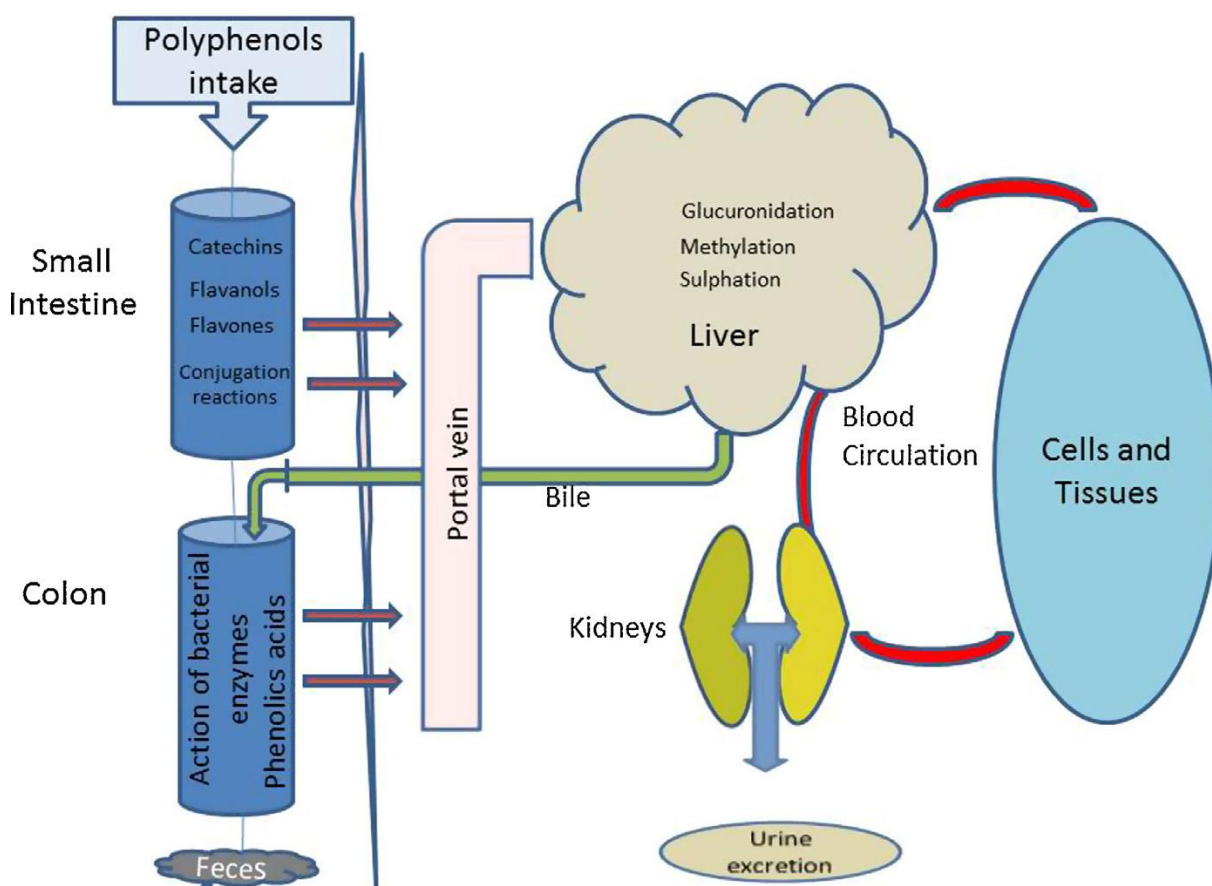 Polyphenols
intake
Small
Intestine
Catechins
Flavanols
Flavones
Conjugation
reactions
Portal vein
Glucuronidation
Methylation
Sulphation
Liver
Blood
Circulation
Cells and
Tissues
Bile
Colon
Action of bacterial
enzymes
Phenolics acids
Kidneys
Feces
Urine
excretion